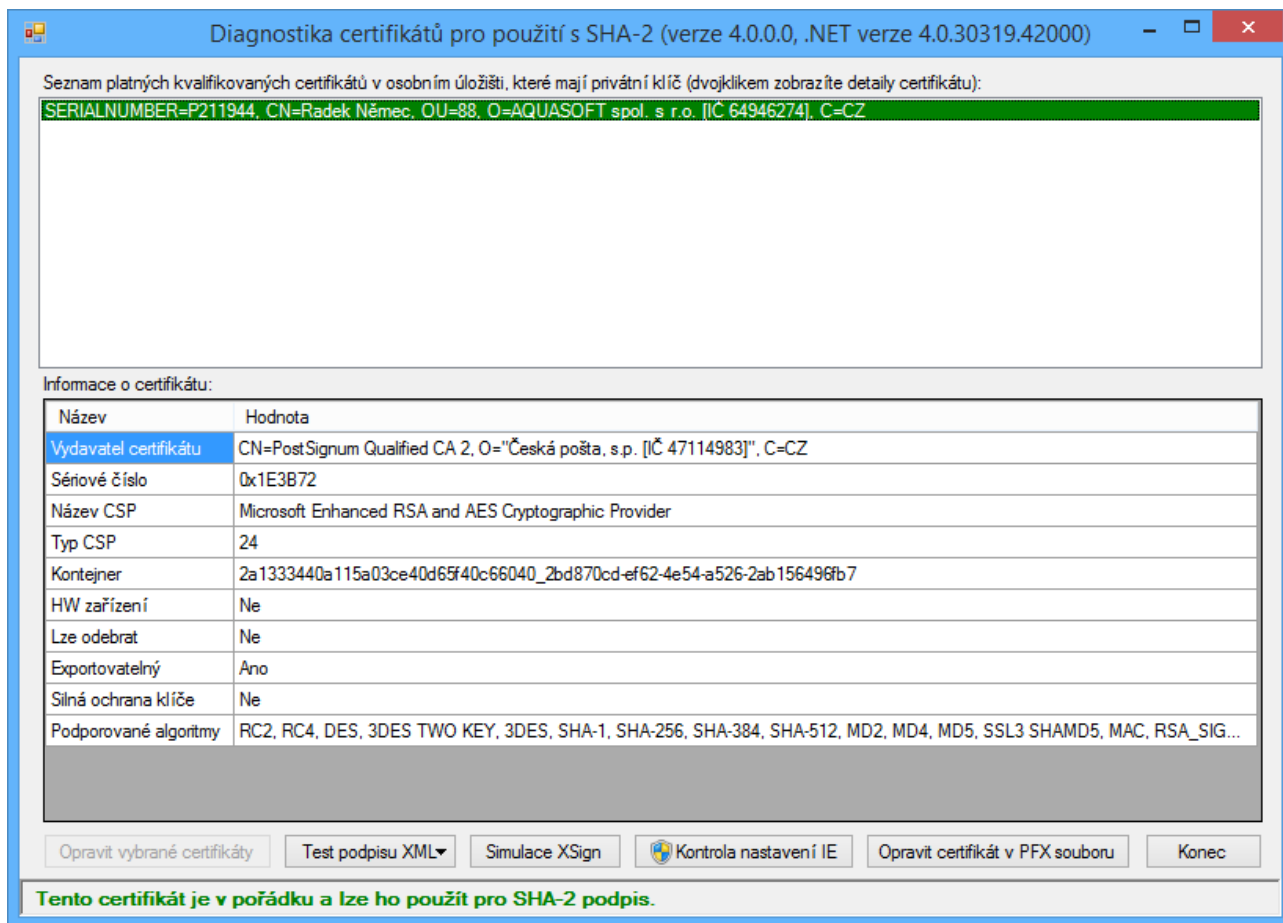 Diagnostika certifikátů pro použití s SHA-2 (verze 4.0.0.0, .NET verze 4.0.30319.42000)
Seznam platných kvalifikovaných certifikátů v osobním úložišti, které mají privátní klíč (dvojklikem zobrazíte detaily certifikátu):
SERIALNUMBER=P211944, CN=Radek Němec, OU=88, O=AQUASOFT spol. s r.o. [IČ 64946274], C=CZ
Informace o certifikátu:
Název Hodnota
Vydavatel certifikátu CN=PostSignum Qualified CA 2, O="Česká pošta, s.p. [IČ 47114983]", C=CZ
Sériové číslo 0x1E3B72
Název CSP Microsoft Enhanced RSA and AES Cryptographic Provider
Typ CSP 24
Kontejner 2a1333440a115a03ce40d65f40c66040_2bd870cd-ef62-4e54-a526-2ab156496fb7
HW zařízení Ne
Lze odebrat Ne
Exportovatelný Ano
Silná ochrana klíče Ne
Podporované algoritmy RC2, RC4, DES, 3DES TWO KEY, 3DES, SHA-1, SHA-256, SHA-384, SHA-512, MD2, MD4, MD5, SSL3 SHAMD5, MAC, RSA_SIG...
Opravit vybrané certifikáty Test podpisu XML Simulace XSign Kontrola nastavení IE Opravit certifikát v PFX souboru Konec
Tento certifikát je v pořádku a lze ho použít pro SHA-2 podpis.